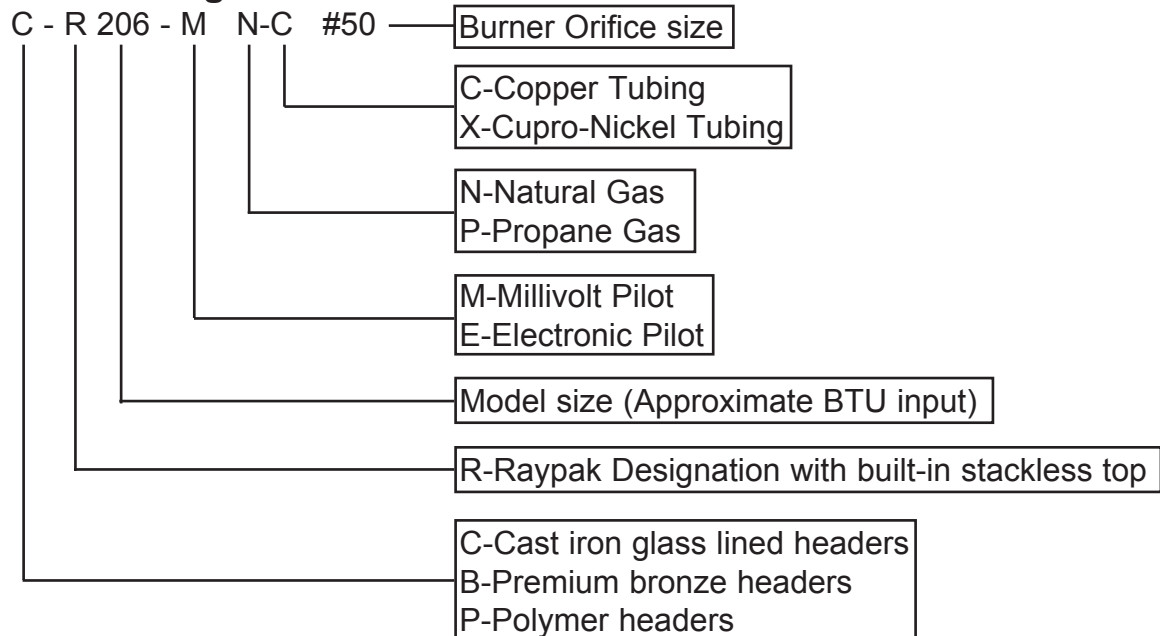 C - R 206 - M N-C #50
Burner Orifice size
C-Copper Tubing
X-Cupro-Nickel Tubing
N-Natural Gas
P-Propane Gas
M-Millivolt Pilot
E-Electronic Pilot
Model size (Approximate BTU input)
R-Raypak Designation with built-in stackless top
C-Cast iron glass lined headers
B-Premium bronze headers
P-Polymer headers